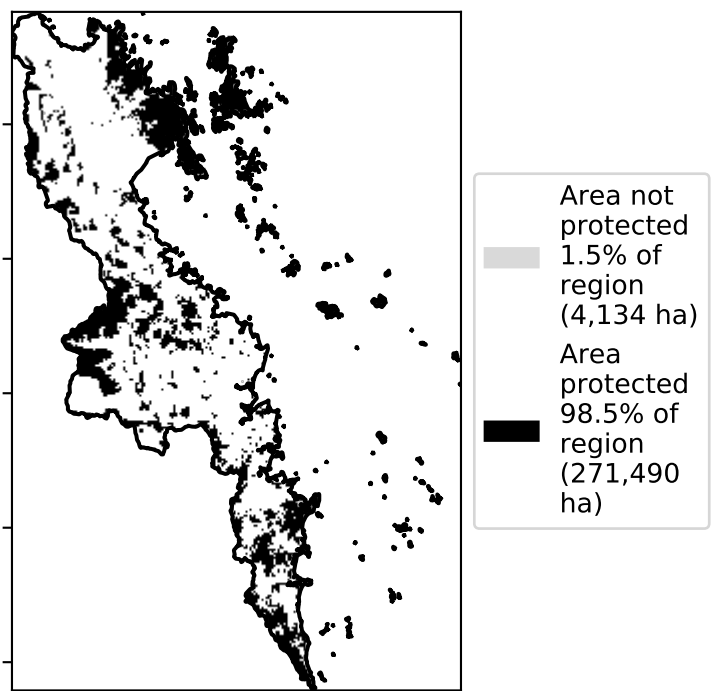 Area not
protected
1.5% of
region
(4,134 ha)
Area
protected
98.5% of
region
(271,490
ha)